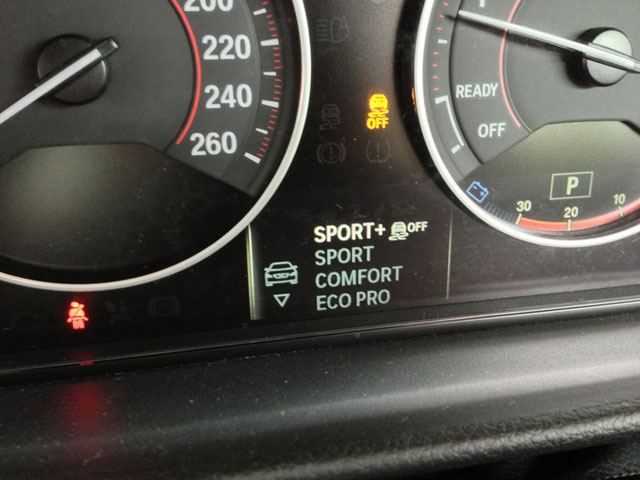 200
220
240
260
OFF
READY
OFF
P
30
20
10
SPORT+ OFF
SPORT
COMFORT
ECO PRO